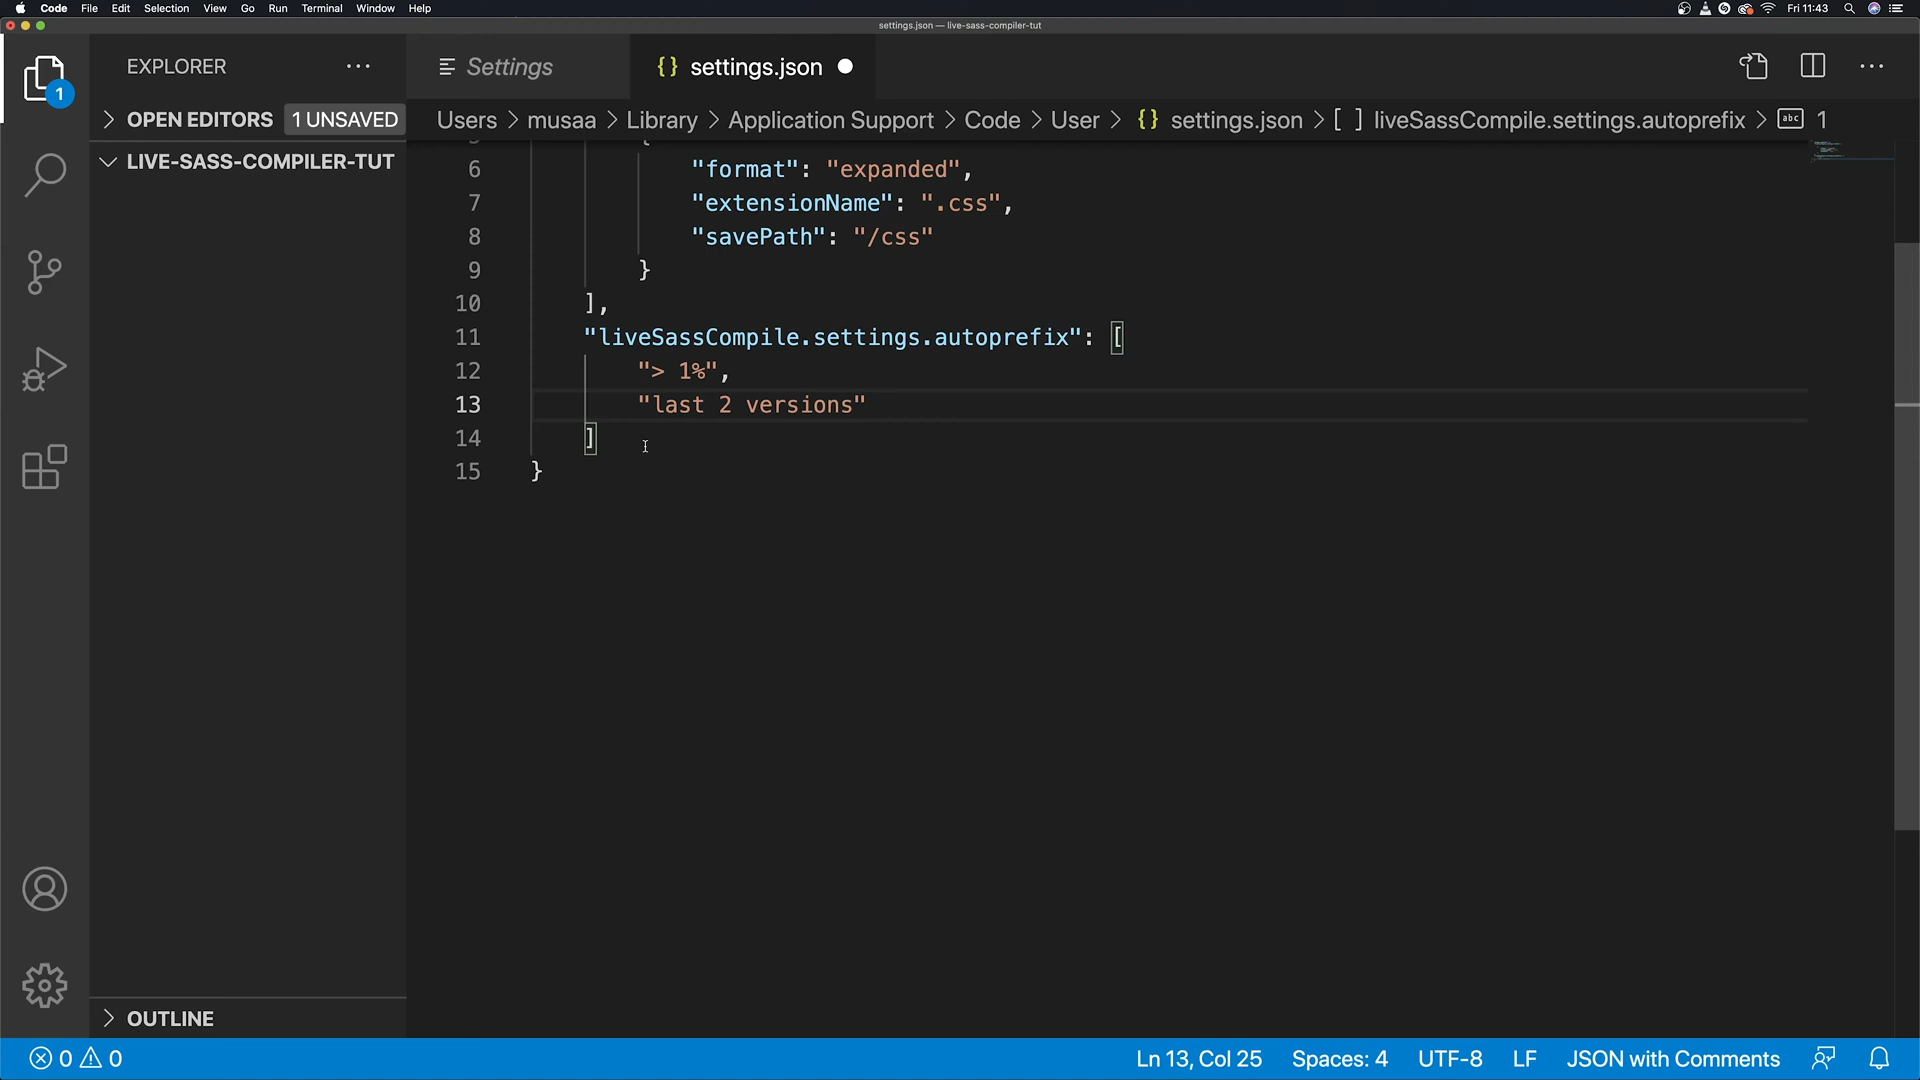 Code File Edit Selection View Go Run Terminal Window Help Fri 11:43
settings.json — live-sass-compiler-tut
EXPLORER
Settings
{} settings.json
1
OPEN EDITORS 1 UNSAVED
Users > musaa > Library > Application Support > Code > User > {} settings.json > [ ] liveSassCompile.settings.autoprefix > abc 1
LIVE-SASS-COMPILER-TUT
6 "format": "expanded",
7 "extensionName": ".css",
8 "savePath": "/css"
9 }
10 ],
11 "liveSassCompile.settings.autoprefix": [
12 "> 1%",
13 "last 2 versions"
14 ]
15 }
OUTLINE
0 0 Ln 13, Col 25 Spaces: 4 UTF-8 LF JSON with Comments